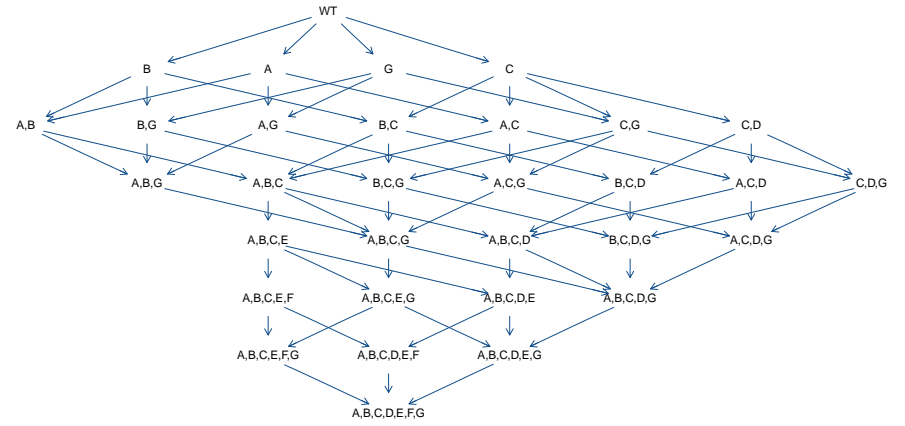 WT
B
A
G
C
A,B
B,G
A,G
B,C
A,C
C,G
C,D
A,B,G
A,B,C
B,C,G
A,C,G
B,C,D
A,C,D
C,D,G
A,B,C,E
A,B,C,G
A,B,C,D
B,C,D,G
A,C,D,G
A,B,C,E,F
A,B,C,E,G
A,B,C,D,E
A,B,C,D,G
A,B,C,E,F,G
A,B,C,D,E,F
A,B,C,D,E,G
A,B,C,D,E,F,G